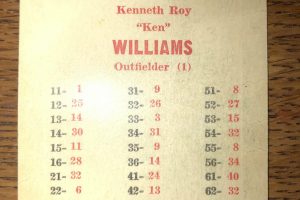 Kenneth Roy
"Ken"
WILLIAMS
Outfielder (1)
11- 1 31- 9 51- 8
12- 25 32- 26 52- 27
13- 14 33- 3 53- 15
14- 30 34- 31 54- 32
15- 11 35- 9 55- 9
16- 28 36- 14 56- 34
21- 41 41- 24 61- 40
22- 6 42- 13 62- 32